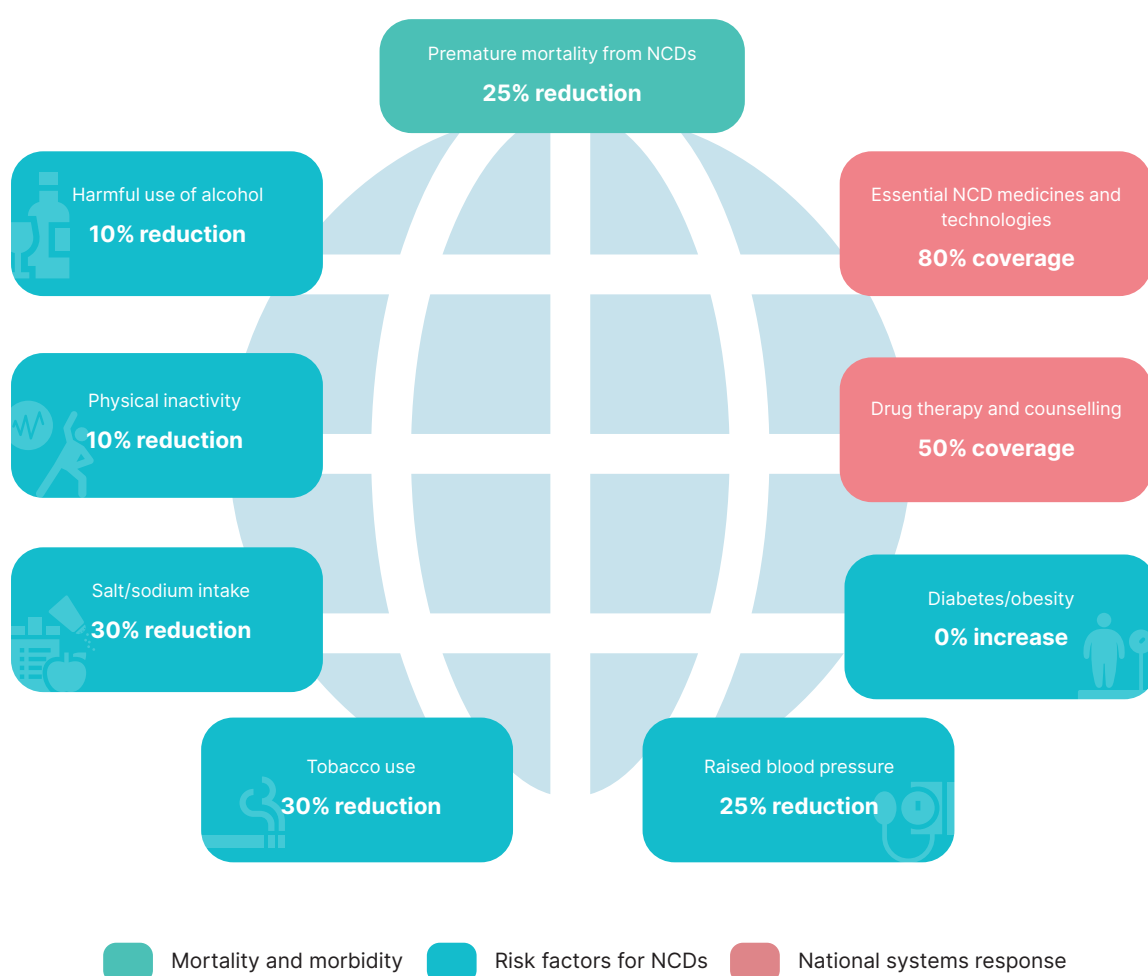 Premature mortality from NCDs
25% reduction
Harmful use of alcohol
10% reduction
Essential NCD medicines and
technologies
80% coverage
Physical inactivity
10% reduction
Drug therapy and counselling
50% coverage
Salt/sodium intake
30% reduction
Diabetes/obesity
0% increase
Tobacco use
30% reduction
Raised blood pressure
25% reduction
Mortality and morbidity
Risk factors for NCDs
National systems response